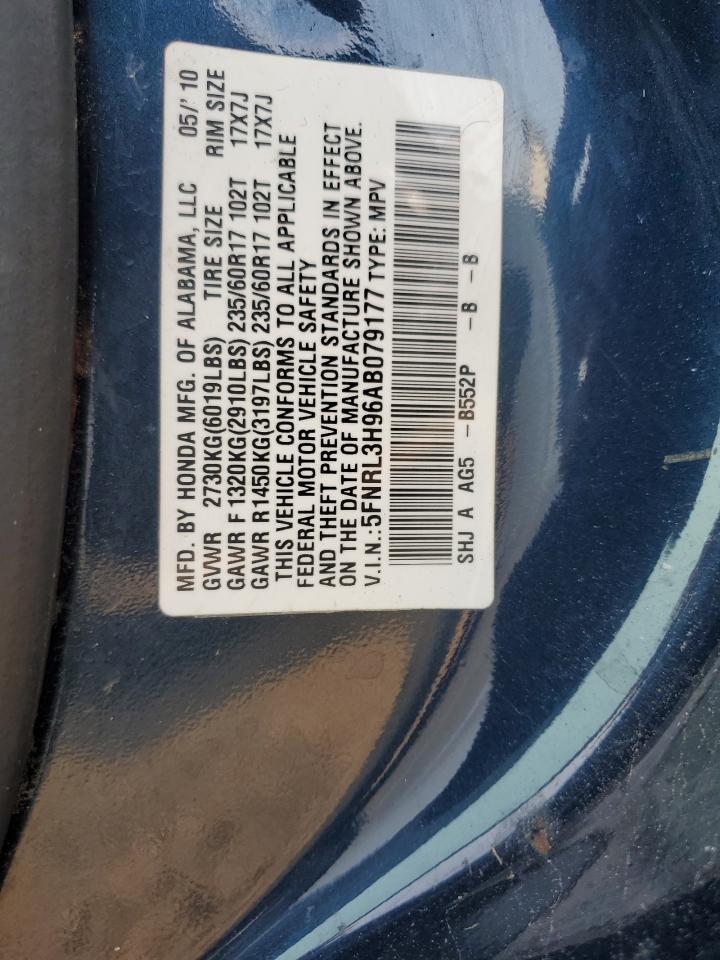 MFD. BY HONDA MFG. OF ALABAMA, LLC 05/' 10
GVWR 2730KG(6019LBS) TIRE SIZE RIM SIZE
GAWR F 1320KG(2910LBS) 235/60R17 102T 17X7J
GAWR R 1450KG(3197LBS) 235/60R17 102T 17X7J
THIS VEHICLE CONFORMS TO ALL APPLICABLE
FEDERAL MOTOR VEHICLE SAFETY
AND THEFT PREVENTION STANDARDS IN EFFECT
ON THE DATE OF MANUFACTURE SHOWN ABOVE.
V.I.N.:5FNRL3H96AB079177 TYPE: MPV
SHJ A AG5 -B552P -B -B